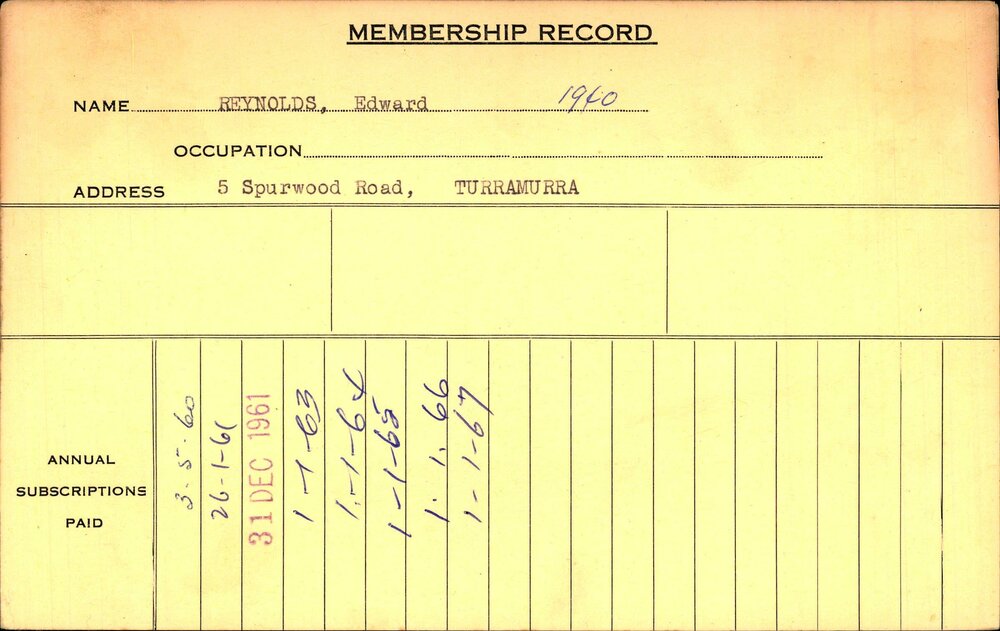 MEMBERSHIP RECORD
NAME REYNOLDS, Edward 1960
OCCUPATION
ADDRESS 5 Spurwood Road, TURRAMURRA
ANNUAL
SUBSCRIPTIONS
PAID
3-5-60
26-1-61
31 DEC 1961
1-1-63
1-1-64
1-1-65
1-1-66
1-1-67